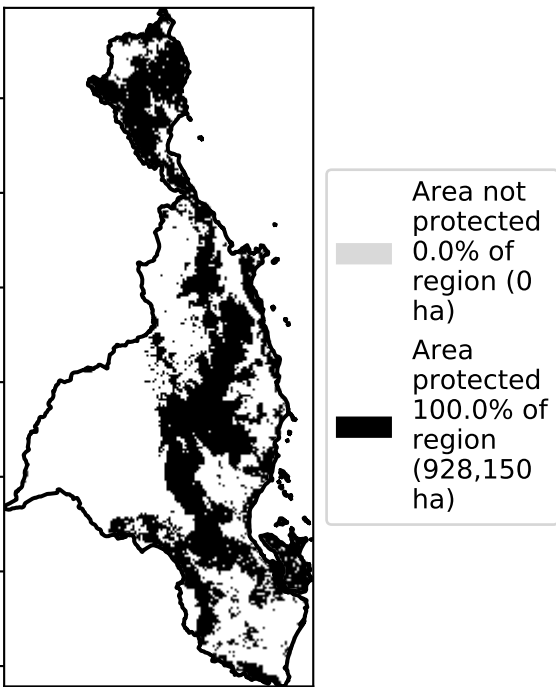 Area not
protected
0.0% of
region (0
ha)
Area
protected
100.0% of
region
(928,150
ha)